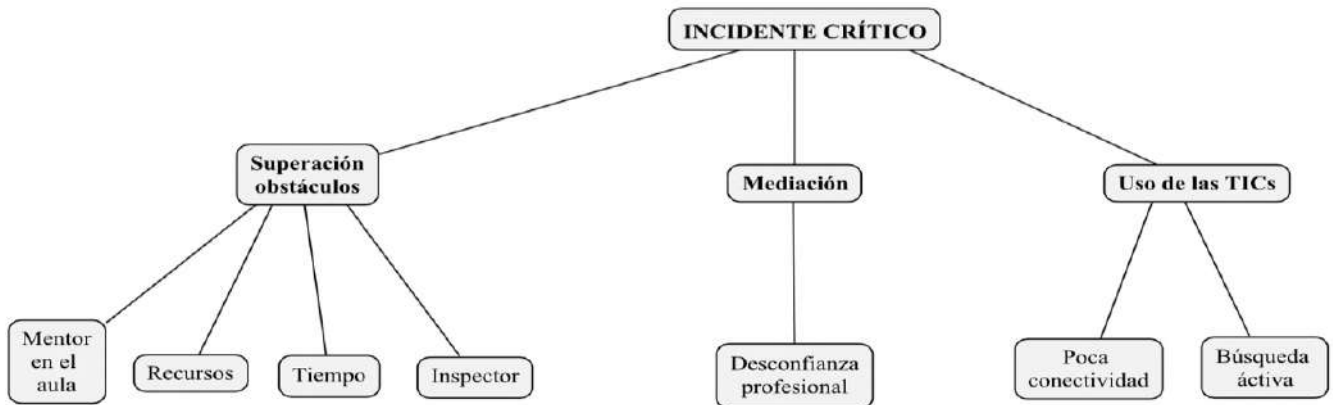 INCIDENTE CRÍTICO
Superación
obstáculos
Mediación
Uso de las TICs
Mentor
en el
aula
Recursos
Tiempo
Inspector
Desconfianza
profesional
Poca
conectividad
Búsqueda
áctiva